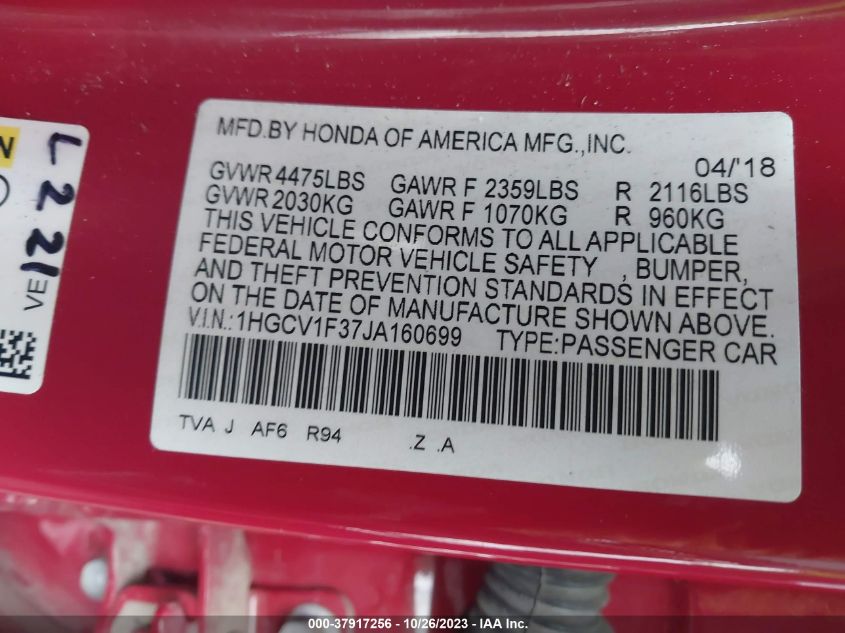 MFD.BY HONDA OF AMERICA MFG.,INC.
04/'18
GVWR 4475LBS GAWR F 2359LBS R 2116LBS
GVWR 2030KG GAWR F 1070KG R 960KG
THIS VEHICLE CONFORMS TO ALL APPLICABLE
FEDERAL MOTOR VEHICLE SAFETY , BUMPER,
AND THEFT PREVENTION STANDARDS IN EFFECT
ON THE DATE OF MANUFACTURE SHOWN ABOVE.
V.I.N.:1HGCV1F37JA160699 TYPE:PASSENGER CAR
TVA J AF6 R94 .Z .A
N
L221
VE
000-37917256 - 10/26/2023 - IAA Inc.